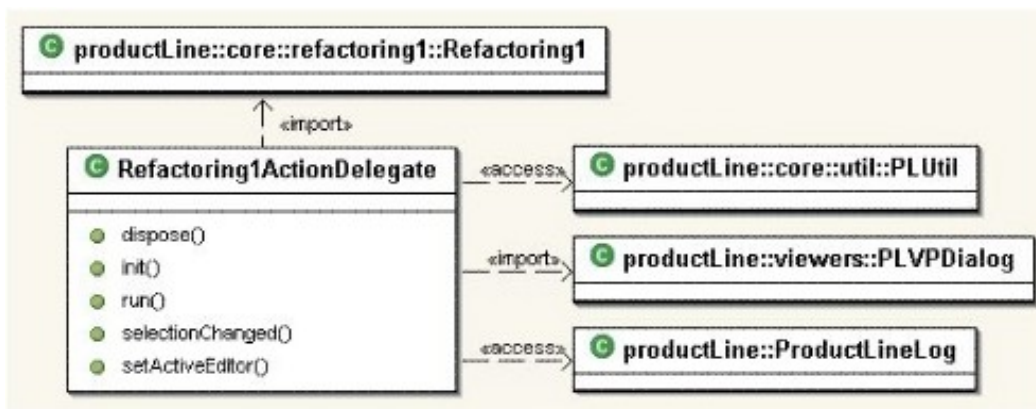 C productLine::core::refactoring1::Refactoring1
«import»
C Refactoring1ActionDelegate
dispose()
init()
run()
selectionChanged()
setActiveEditor()
«access»
C productLine::core::util::PLUtil
«import»
C productLine::viewers::PLVPDialog
«access»
C productLine::ProductLineLog